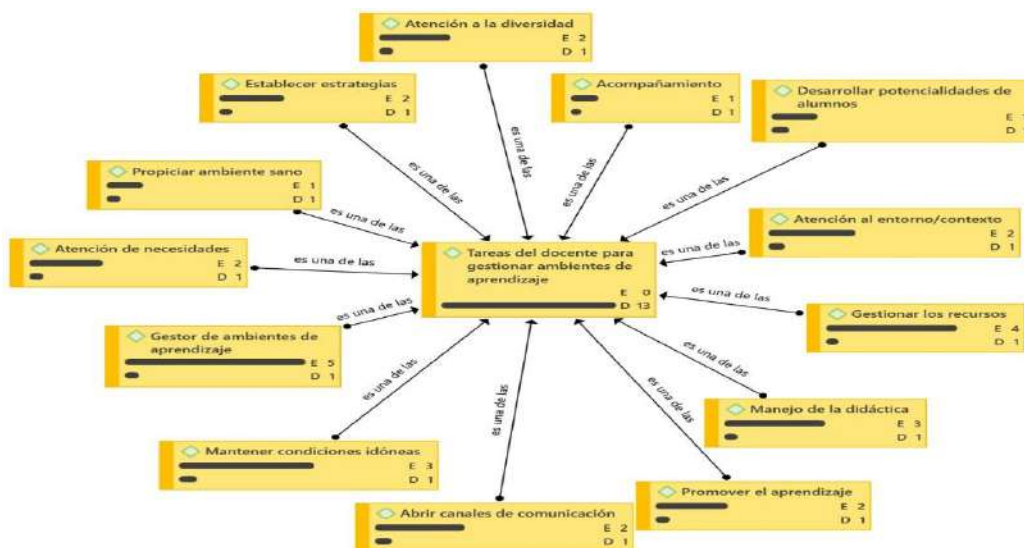 Atención a la diversidad
E 2
D 1
Establecer estrategias
E 2
D 1
Acompañamiento
E 1
D 1
Desarrollar potencialidades de
alumnos
E
D 1
Propiciar ambiente sano
E 1
D 1
Atención al entorno/contexto
E 2
D 1
Atención de necesidades
E 2
D 1
Tareas del docente para
gestionar ambientes de
aprendizaje
E 0
D 13
Gestionar los recursos
E 4
D 1
Gestor de ambientes de
aprendizaje
E 5
D 1
Manejo de la didáctica
E 3
D 1
Mantener condiciones idóneas
E 3
D 1
Promover el aprendizaje
E 2
D 1
Abrir canales de comunicación
E 2
D 1
es una de las
es una de las
es una de las
es una de las
es una de las
es una de las
es una de las
es una de las
es una de las
es una de las
es una de las
es una de las
es una de las